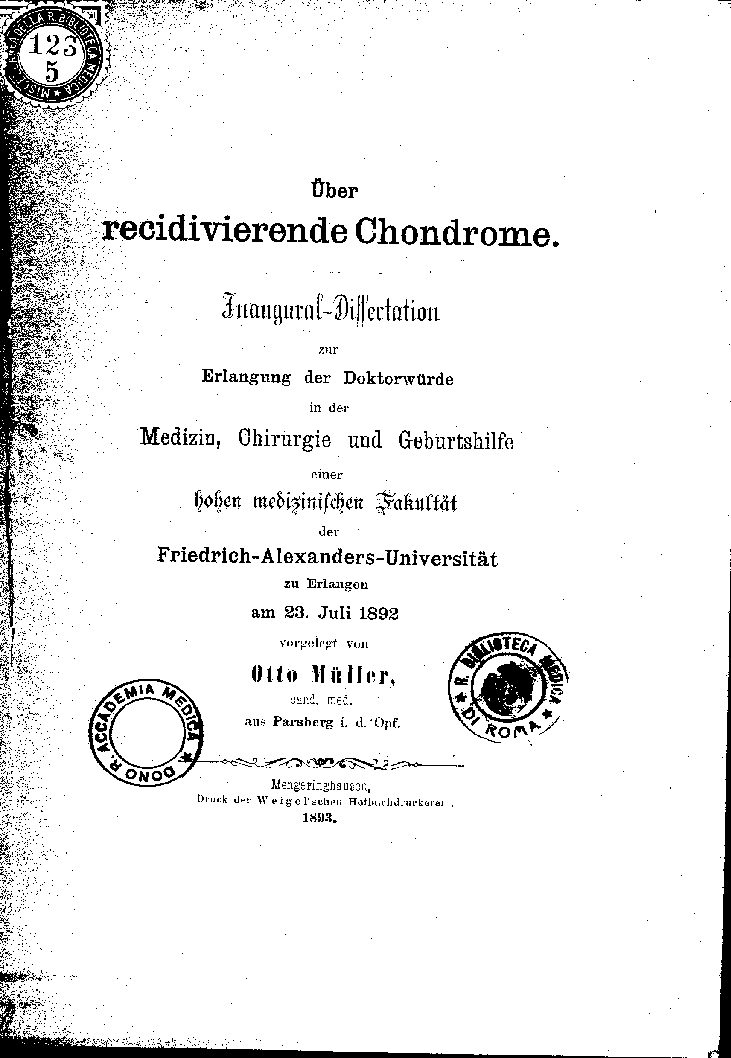 123
5
Über
recidivierende Chondrome.
Inaugural-Dissertation
zur
Erlangung der Doktorwürde
in der
Medizin, Chirurgie und Geburtshilfe
einer
hohen medizinischen Fakultät
der
Friedrich-Alexanders-Universität
zu Erlangen
am 23. Juli 1892
vorgelegt von
Otto Müller,
cand. med.
aus Parsberg i. d. Opf.
R. BIBLIOTECA MEDICA
DI ROMA
DONO R. ACCADEMIA MEDICA
Mengeringhausen,
Druck der Weigel'schen Hofbuchdruckerei.
1893.